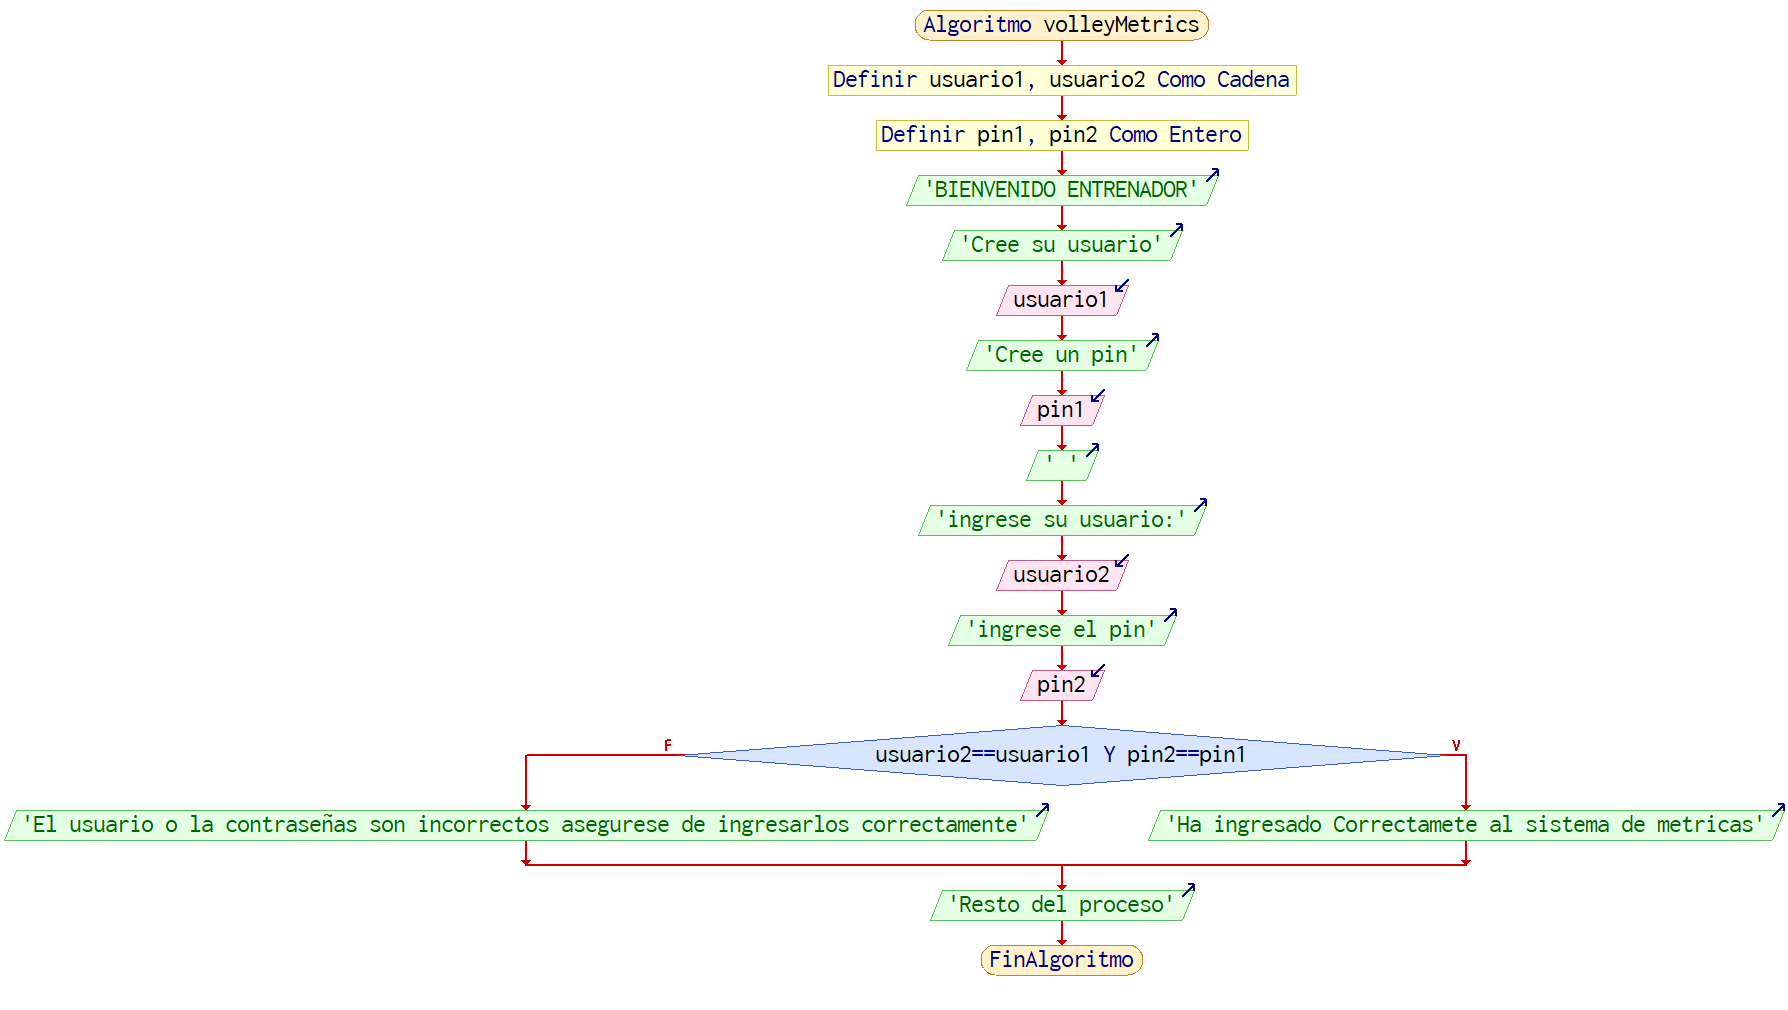 Algoritmo volleyMetrics
Definir usuario1, usuario2 Como Cadena
Definir pin1, pin2 Como Entero
'BIENVENIDO ENTRENADOR'
'Cree su usuario'
usuario1
'Cree un pin'
pin1
' '
'ingrese su usuario:'
usuario2
'ingrese el pin'
pin2
F
V
usuario2==usuario1 Y pin2==pin1
'El usuario o la contraseñas son incorrectos asegurese de ingresarlos correctamente'
'Ha ingresado Correctamete al sistema de metricas'
'Resto del proceso'
FinAlgoritmo